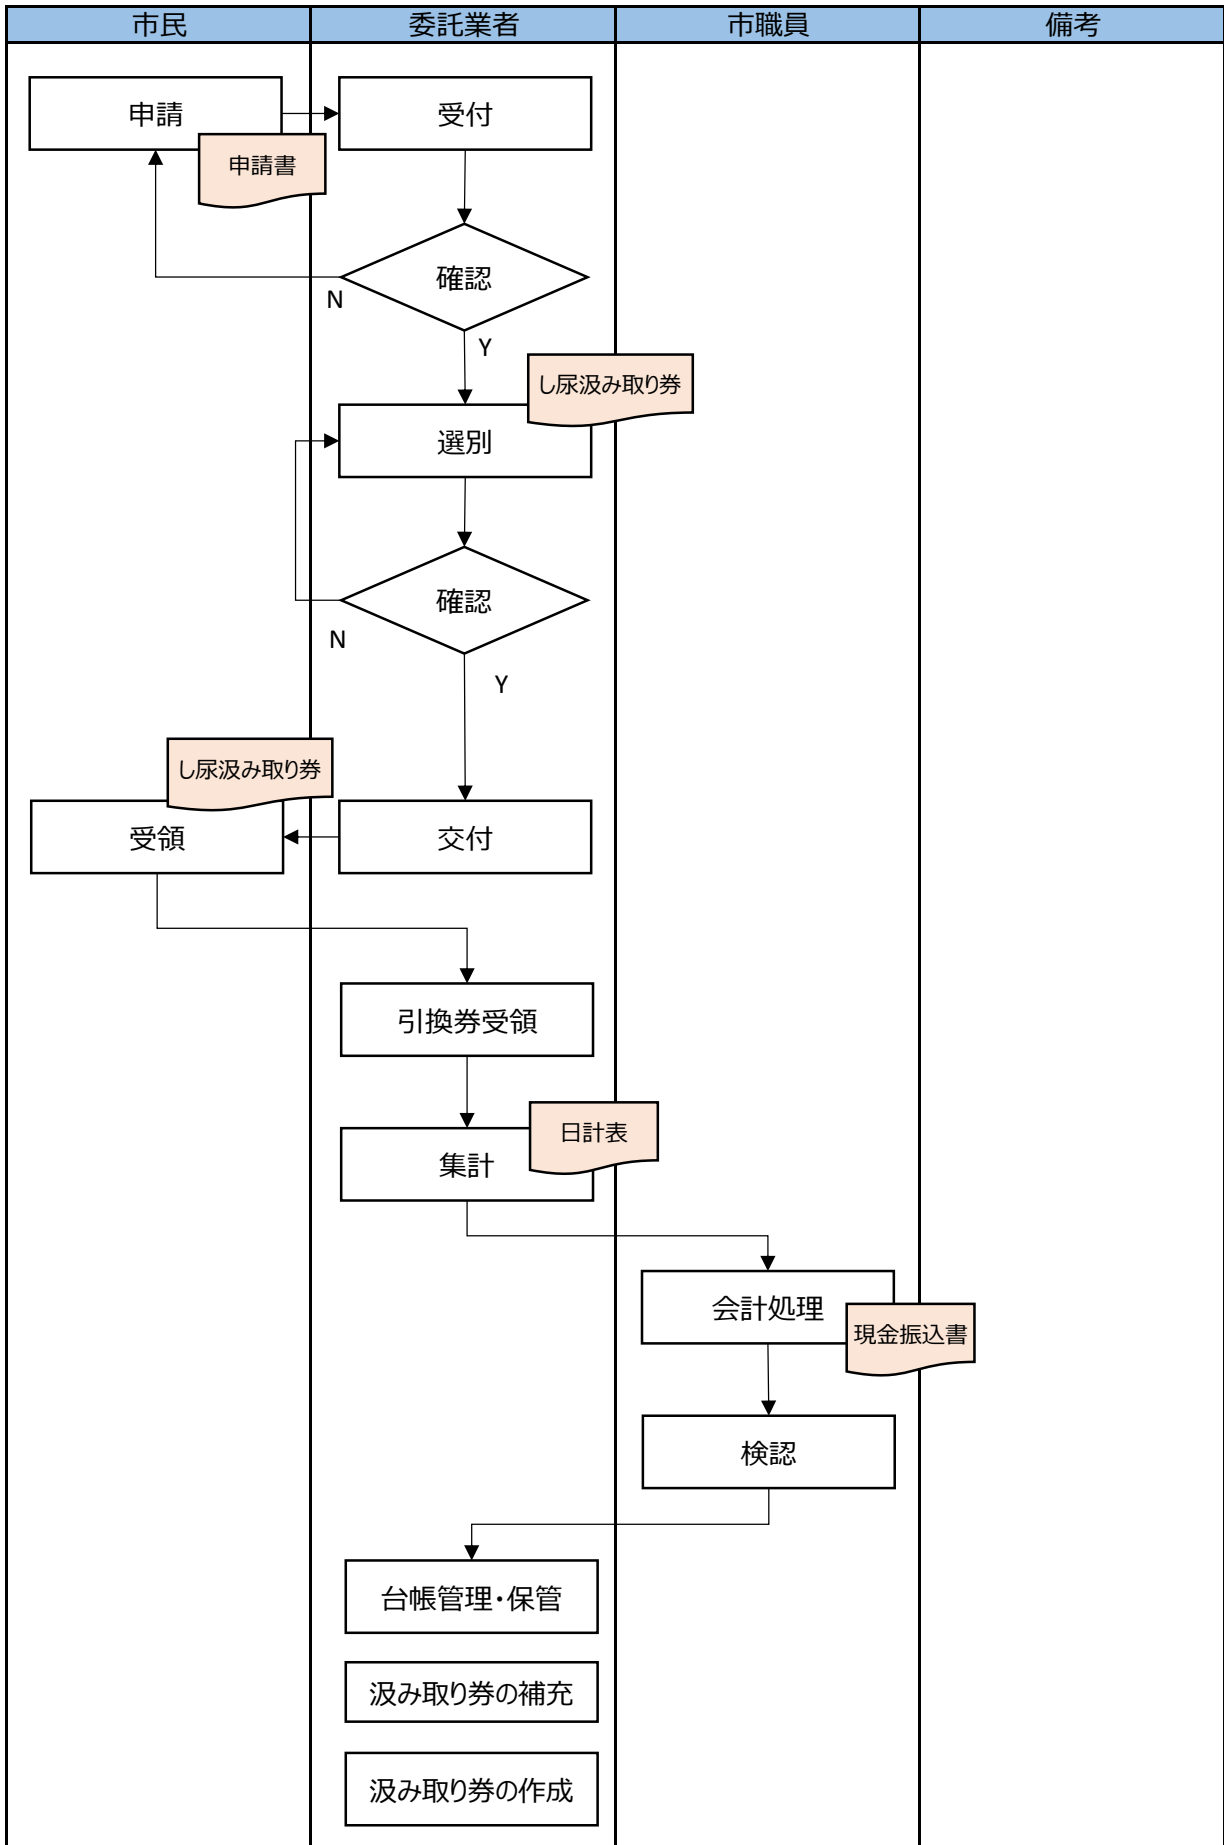 市民
委託業者
市職員
備考
申請
受付
申請書
確認
N
Y
し尿汲み取り券
選別
確認
N
Y
し尿汲み取り券
受領
交付
引換券受領
日計表
集計
会計処理
現金振込書
検認
台帳管理・保管
汲み取り券の補充
汲み取り券の作成